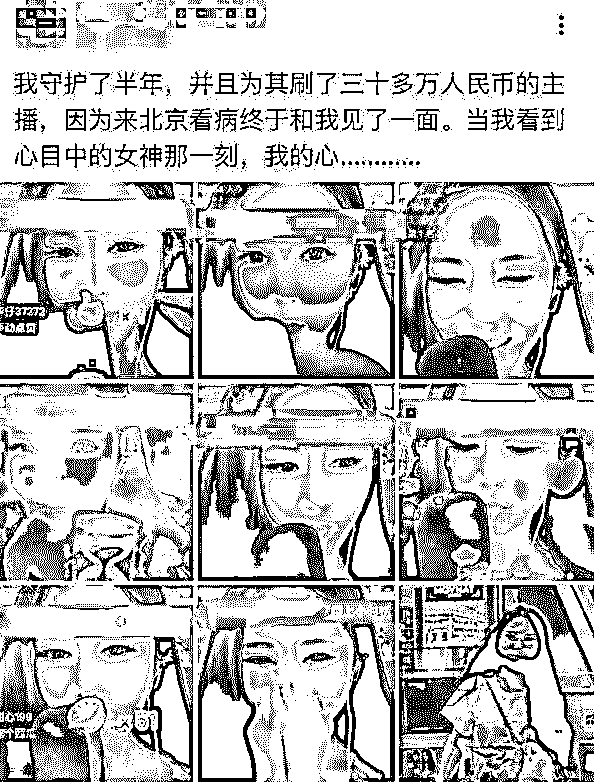 我守护了半年，并且为其刷了三十多万人民币的主
播，因为来北京看病终于和我见了一面。当我看到
心目中的女神那一刻，我的心............